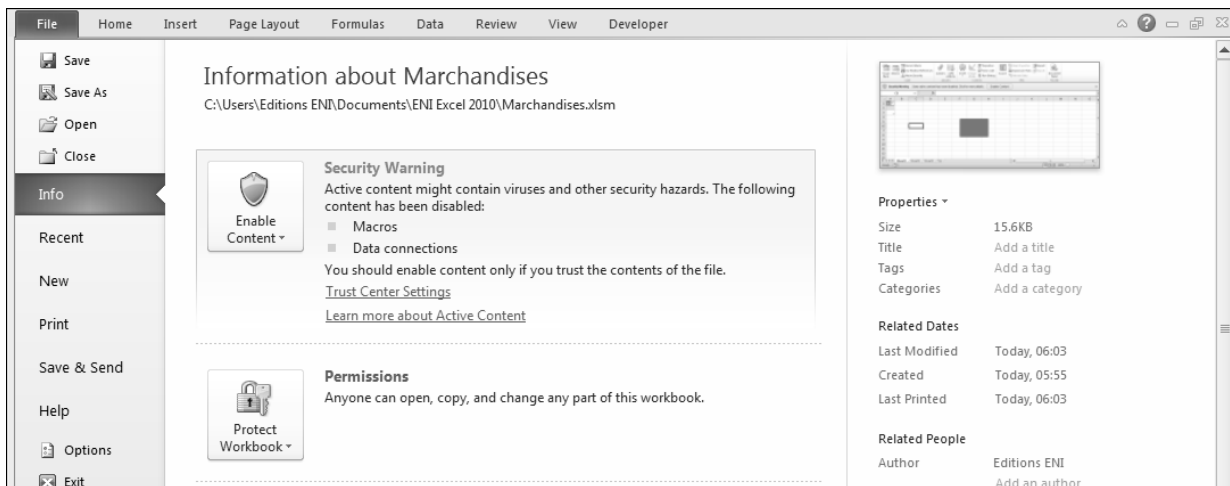 File Home Insert Page Layout Formulas Data Review View Developer
Save
Save As
Open
Close
Info
Recent
New
Print
Save & Send
Help
Options
Exit
Information about Marchandises
C:\Users\Editions ENI\Documents\ENI Excel 2010\Marchandises.xlsm
Enable
Content
Security Warning
Active content might contain viruses and other security hazards. The following
content has been disabled:
Macros
Data connections
You should enable content only if you trust the contents of the file.
Trust Center Settings
Learn more about Active Content
Protect
Workbook
Permissions
Anyone can open, copy, and change any part of this workbook.
Properties
Size 15.6KB
Title Add a title
Tags Add a tag
Categories Add a category
Related Dates
Last Modified Today, 06:03
Created Today, 05:55
Last Printed Today, 06:03
Related People
Author Editions ENI
Add an author